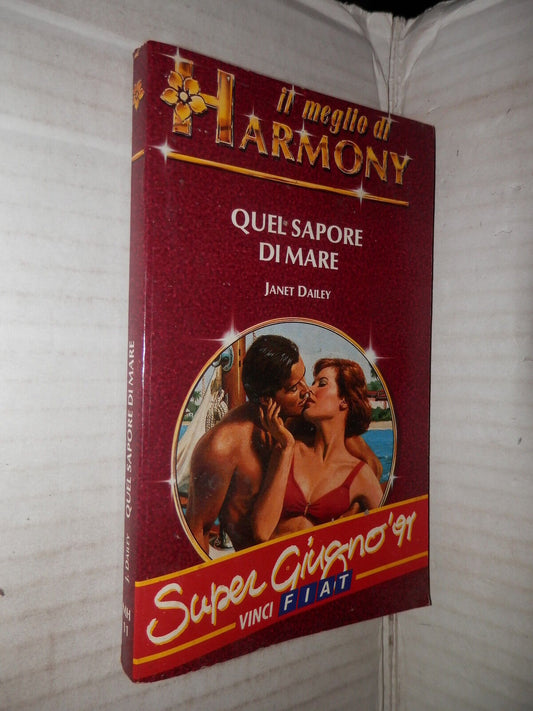 il meglio di
HARMONY
QUEL SAPORE
DI MARE
JANET DAILEY
Super Giugno '91
VINCI FIAT
J. DAILEY QUEL SAPORE DI MARE